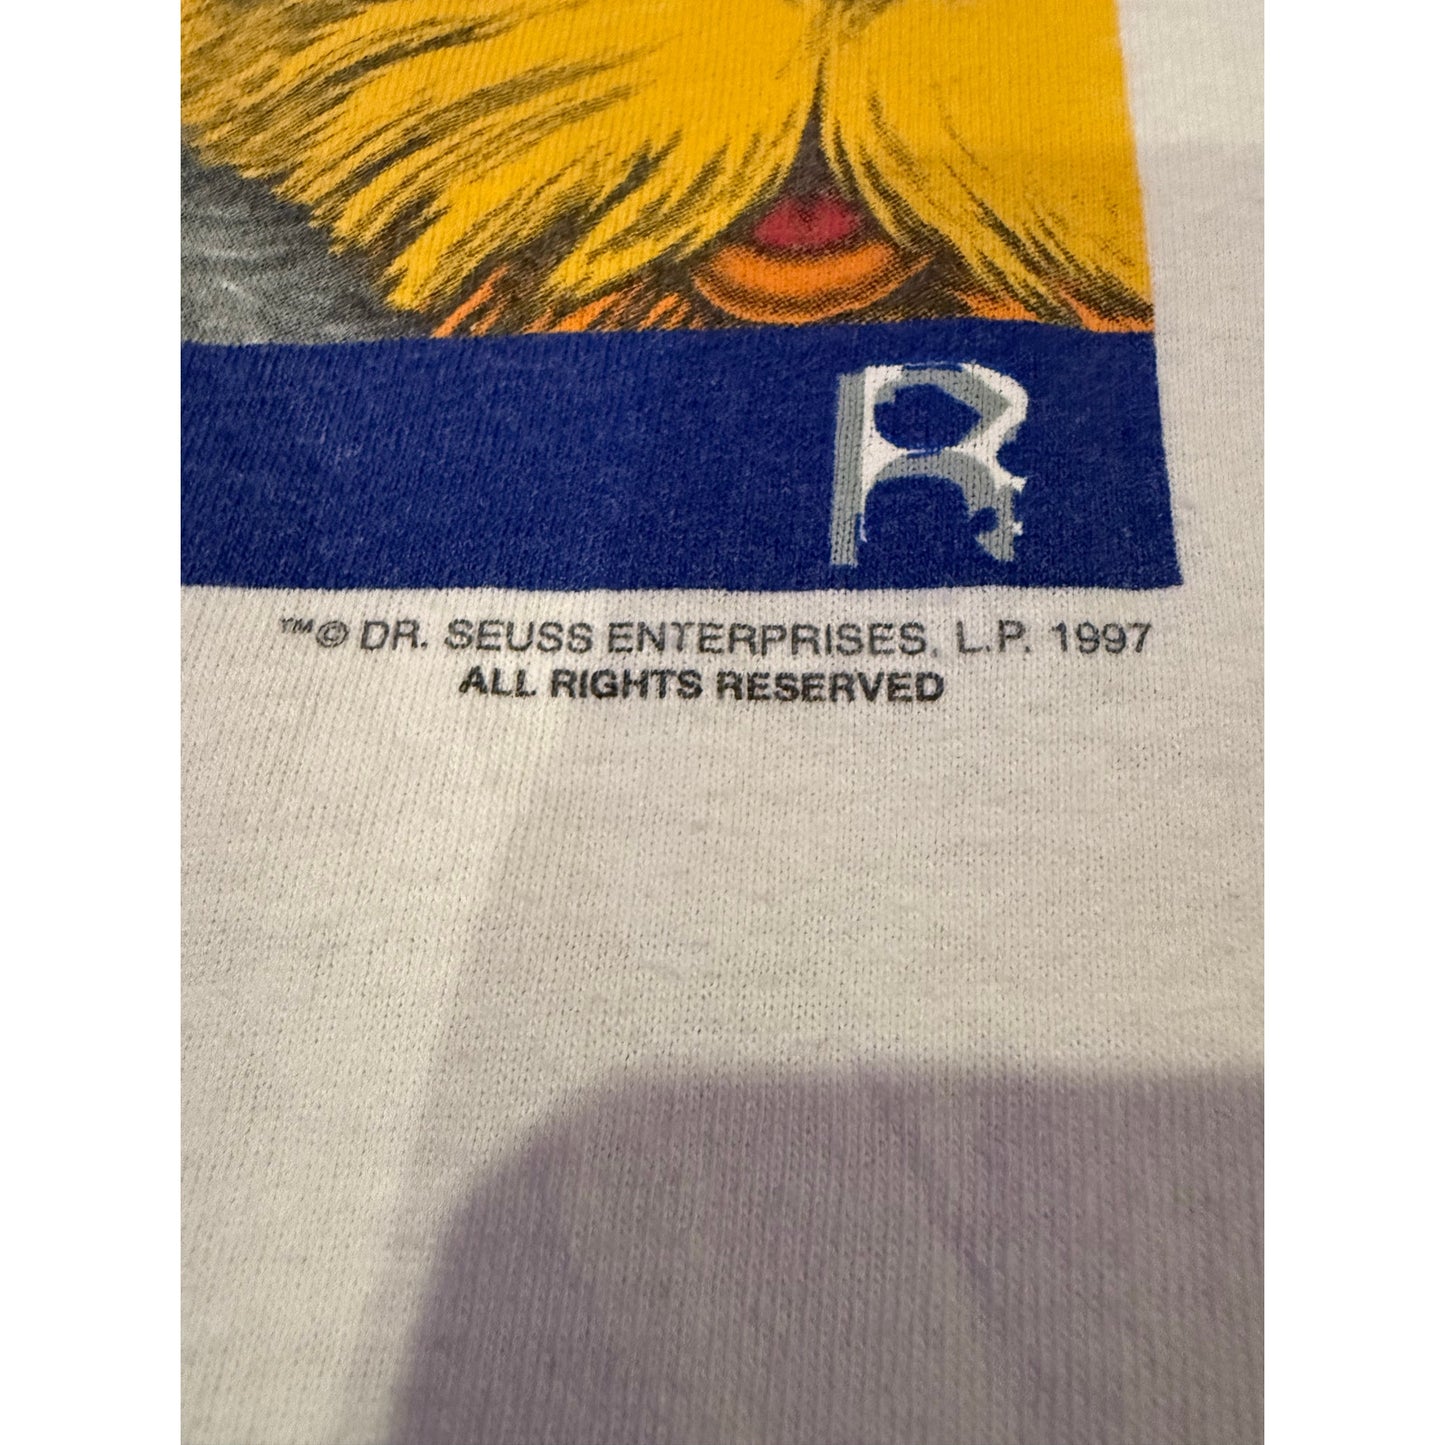 R
™© DR. SEUSS ENTERPRISES, L.P. 1997
ALL RIGHTS RESERVED